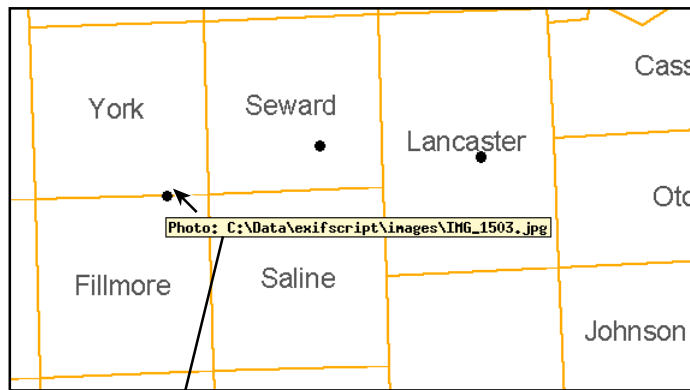 Cass
York
Seward
Lancaster
Oto
Photo: C:\Data\exifscript\images\IMG_1503.jpg
Fillmore
Saline
Johnson